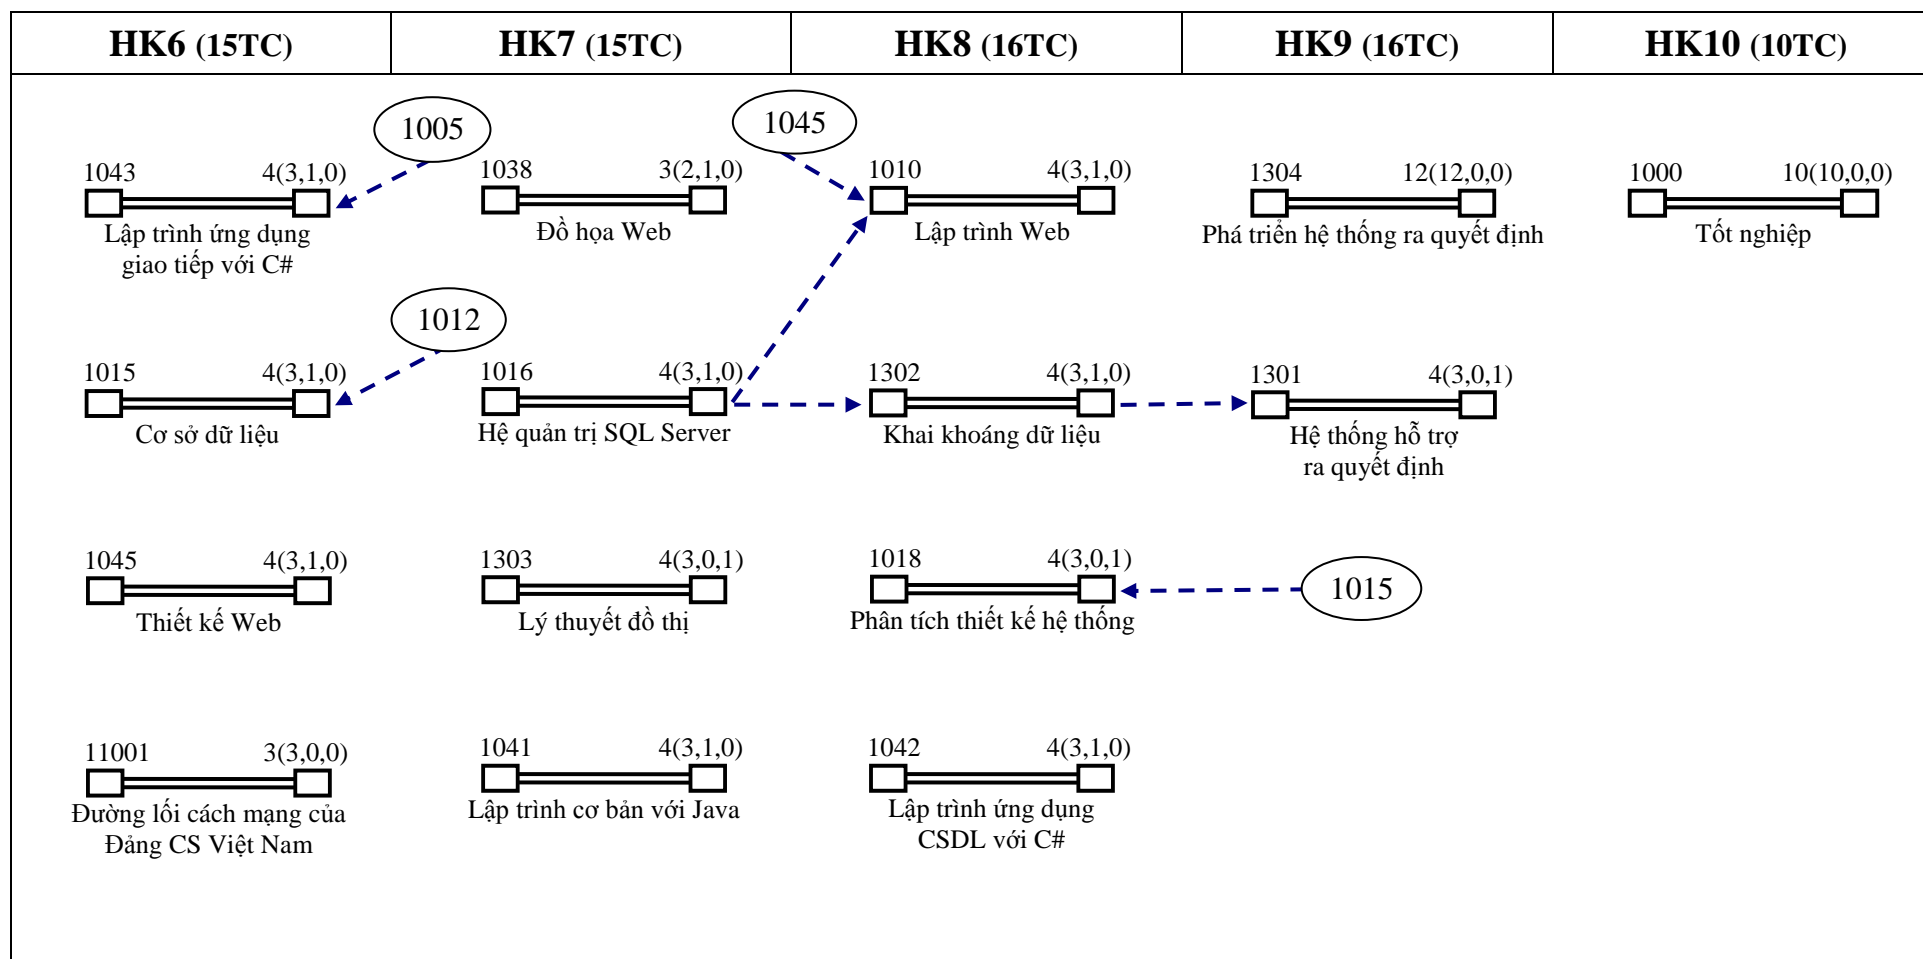 HK6 (15TC)
HK7 (15TC)
HK8 (16TC)
HK9 (16TC)
HK10 (10TC)
1005
1045
1043 4(3,1,0)
Lập trình ứng dụng
giao tiếp với C#
1038 3(2,1,0)
Đồ họa Web
1010 4(3,1,0)
Lập trình Web
1304 12(12,0,0)
Phá triển hệ thống ra quyết định
1000 10(10,0,0)
Tốt nghiệp
1012
1015 4(3,1,0)
Cơ sở dữ liệu
1016 4(3,1,0)
Hệ quản trị SQL Server
1302 4(3,1,0)
Khai khoáng dữ liệu
1301 4(3,0,1)
Hệ thống hỗ trợ
ra quyết định
1045 4(3,1,0)
Thiết kế Web
1303 4(3,0,1)
Lý thuyết đồ thị
1018 4(3,0,1)
Phân tích thiết kế hệ thống
1015
11001 3(3,0,0)
Đường lối cách mạng của
Đảng CS Việt Nam
1041 4(3,1,0)
Lập trình cơ bản với Java
1042 4(3,1,0)
Lập trình ứng dụng
CSDL với C#